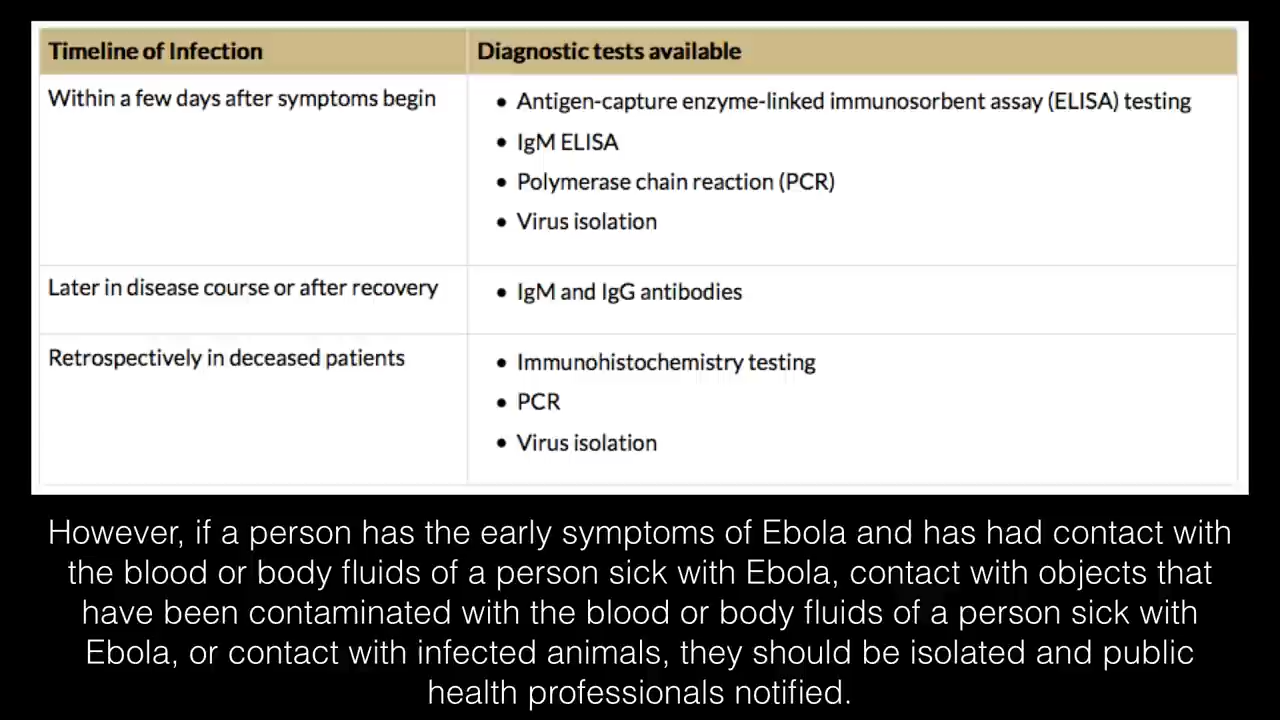 Timeline of Infection
Diagnostic tests available
Within a few days after symptoms begin
• Antigen-capture enzyme-linked immunosorbent assay (ELISA) testing
• IgM ELISA
• Polymerase chain reaction (PCR)
• Virus isolation
Later in disease course or after recovery
• IgM and IgG antibodies
Retrospectively in deceased patients
• Immunohistochemistry testing
• PCR
• Virus isolation
However, if a person has the early symptoms of Ebola and has had contact with
the blood or body fluids of a person sick with Ebola, contact with objects that
have been contaminated with the blood or body fluids of a person sick with
Ebola, or contact with infected animals, they should be isolated and public
health professionals notified.